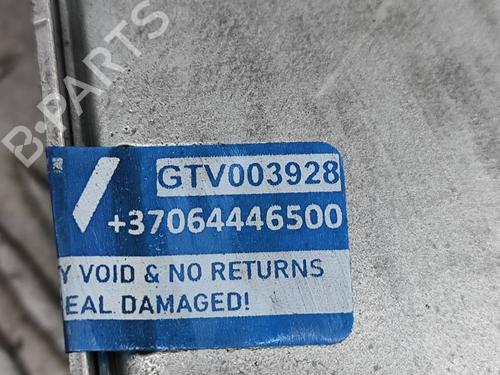 B-PARTS
GTV003928
+37064446500
Y VOID & NO RETURNS
EAL DAMAGED!